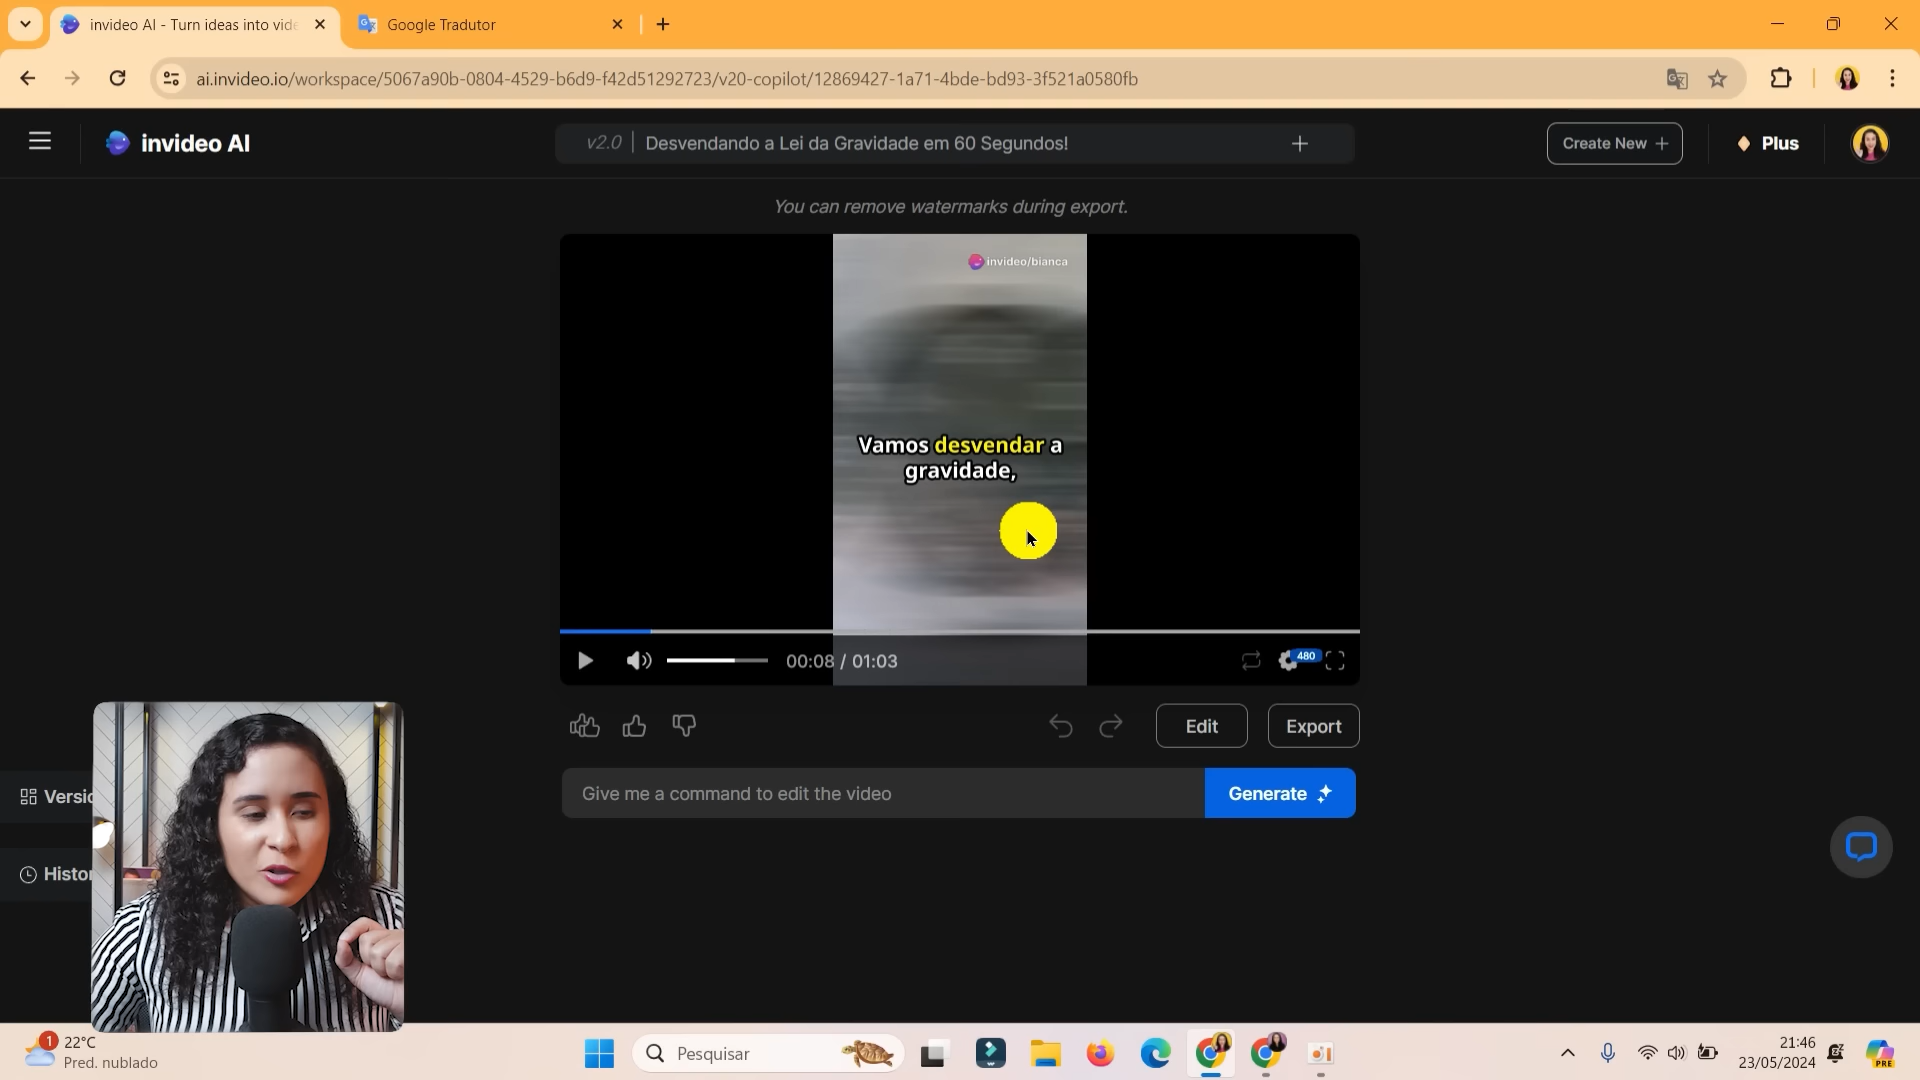 invideo AI - Turn ideas into vide
Google Tradutor
ai.invideo.io/workspace/5067a90b-0804-4529-b6d9-f42d51292723/v20-copilot/12869427-1a71-4bde-bd93-3f521a0580fb
invideo AI
v2.0 | Desvendando a Lei da Gravidade em 60 Segundos!
Create New
Plus
You can remove watermarks during export.
invideo/bianca
Vamos desvendar a
gravidade,
00:08 / 01:03
480
Edit
Export
Give me a command to edit the video
Generate
Versio
Histor
1
22°C
Pred. nublado
Pesquisar
PRE
21:46
23/05/2024